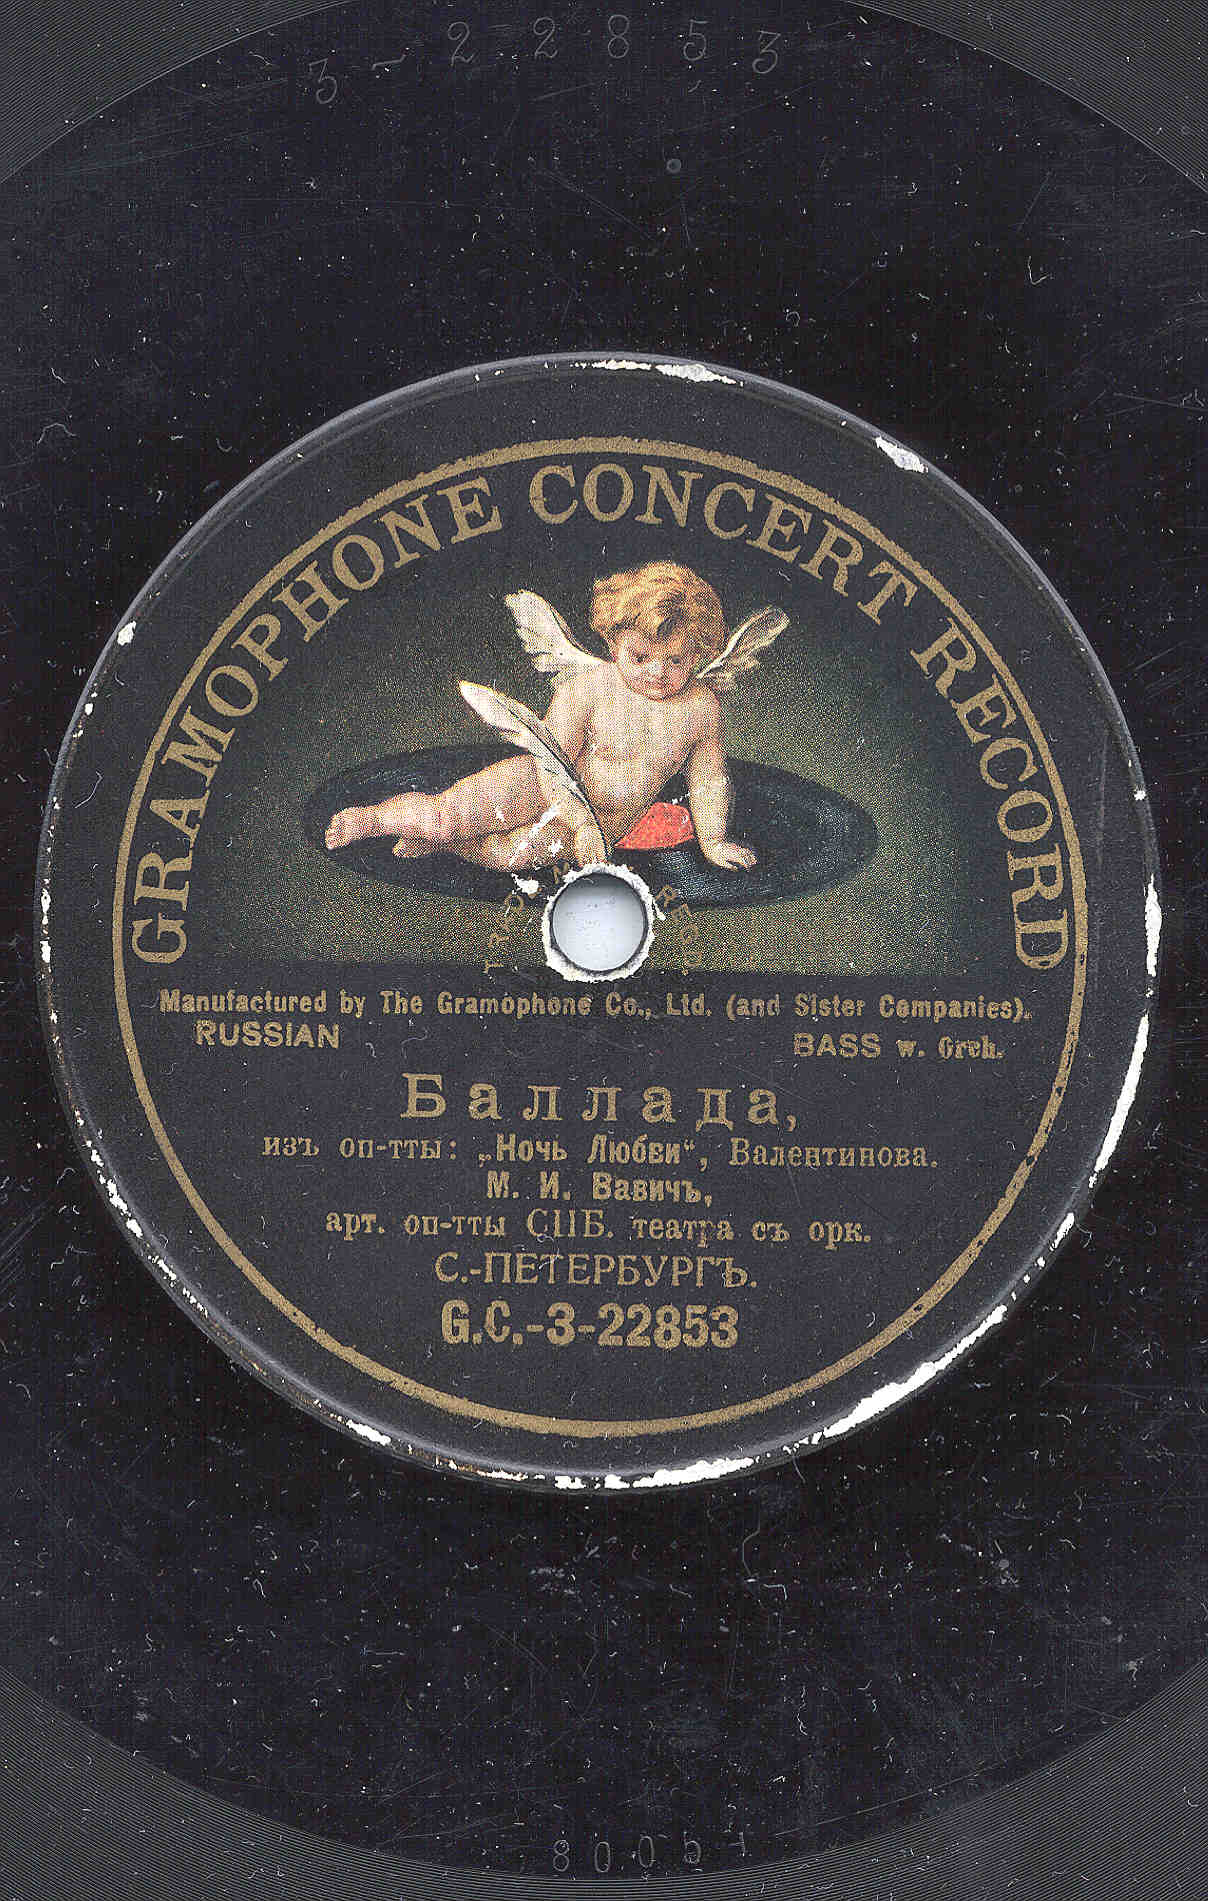 3-22853
GRAMOPHONE CONCERT RECORD
Manufactured by The Gramophone Co., Ltd. (and Sister Companies).
RUSSIAN
BASS w. Orch.
Баллада,
изъ оп-тты: „Ночь Любви“, Валентинова.
М. И. Вавичъ,
арт. оп-тты СПБ. театра съ орк.
С.-ПЕТЕРБУРГЪ.
G.C.-3-22853